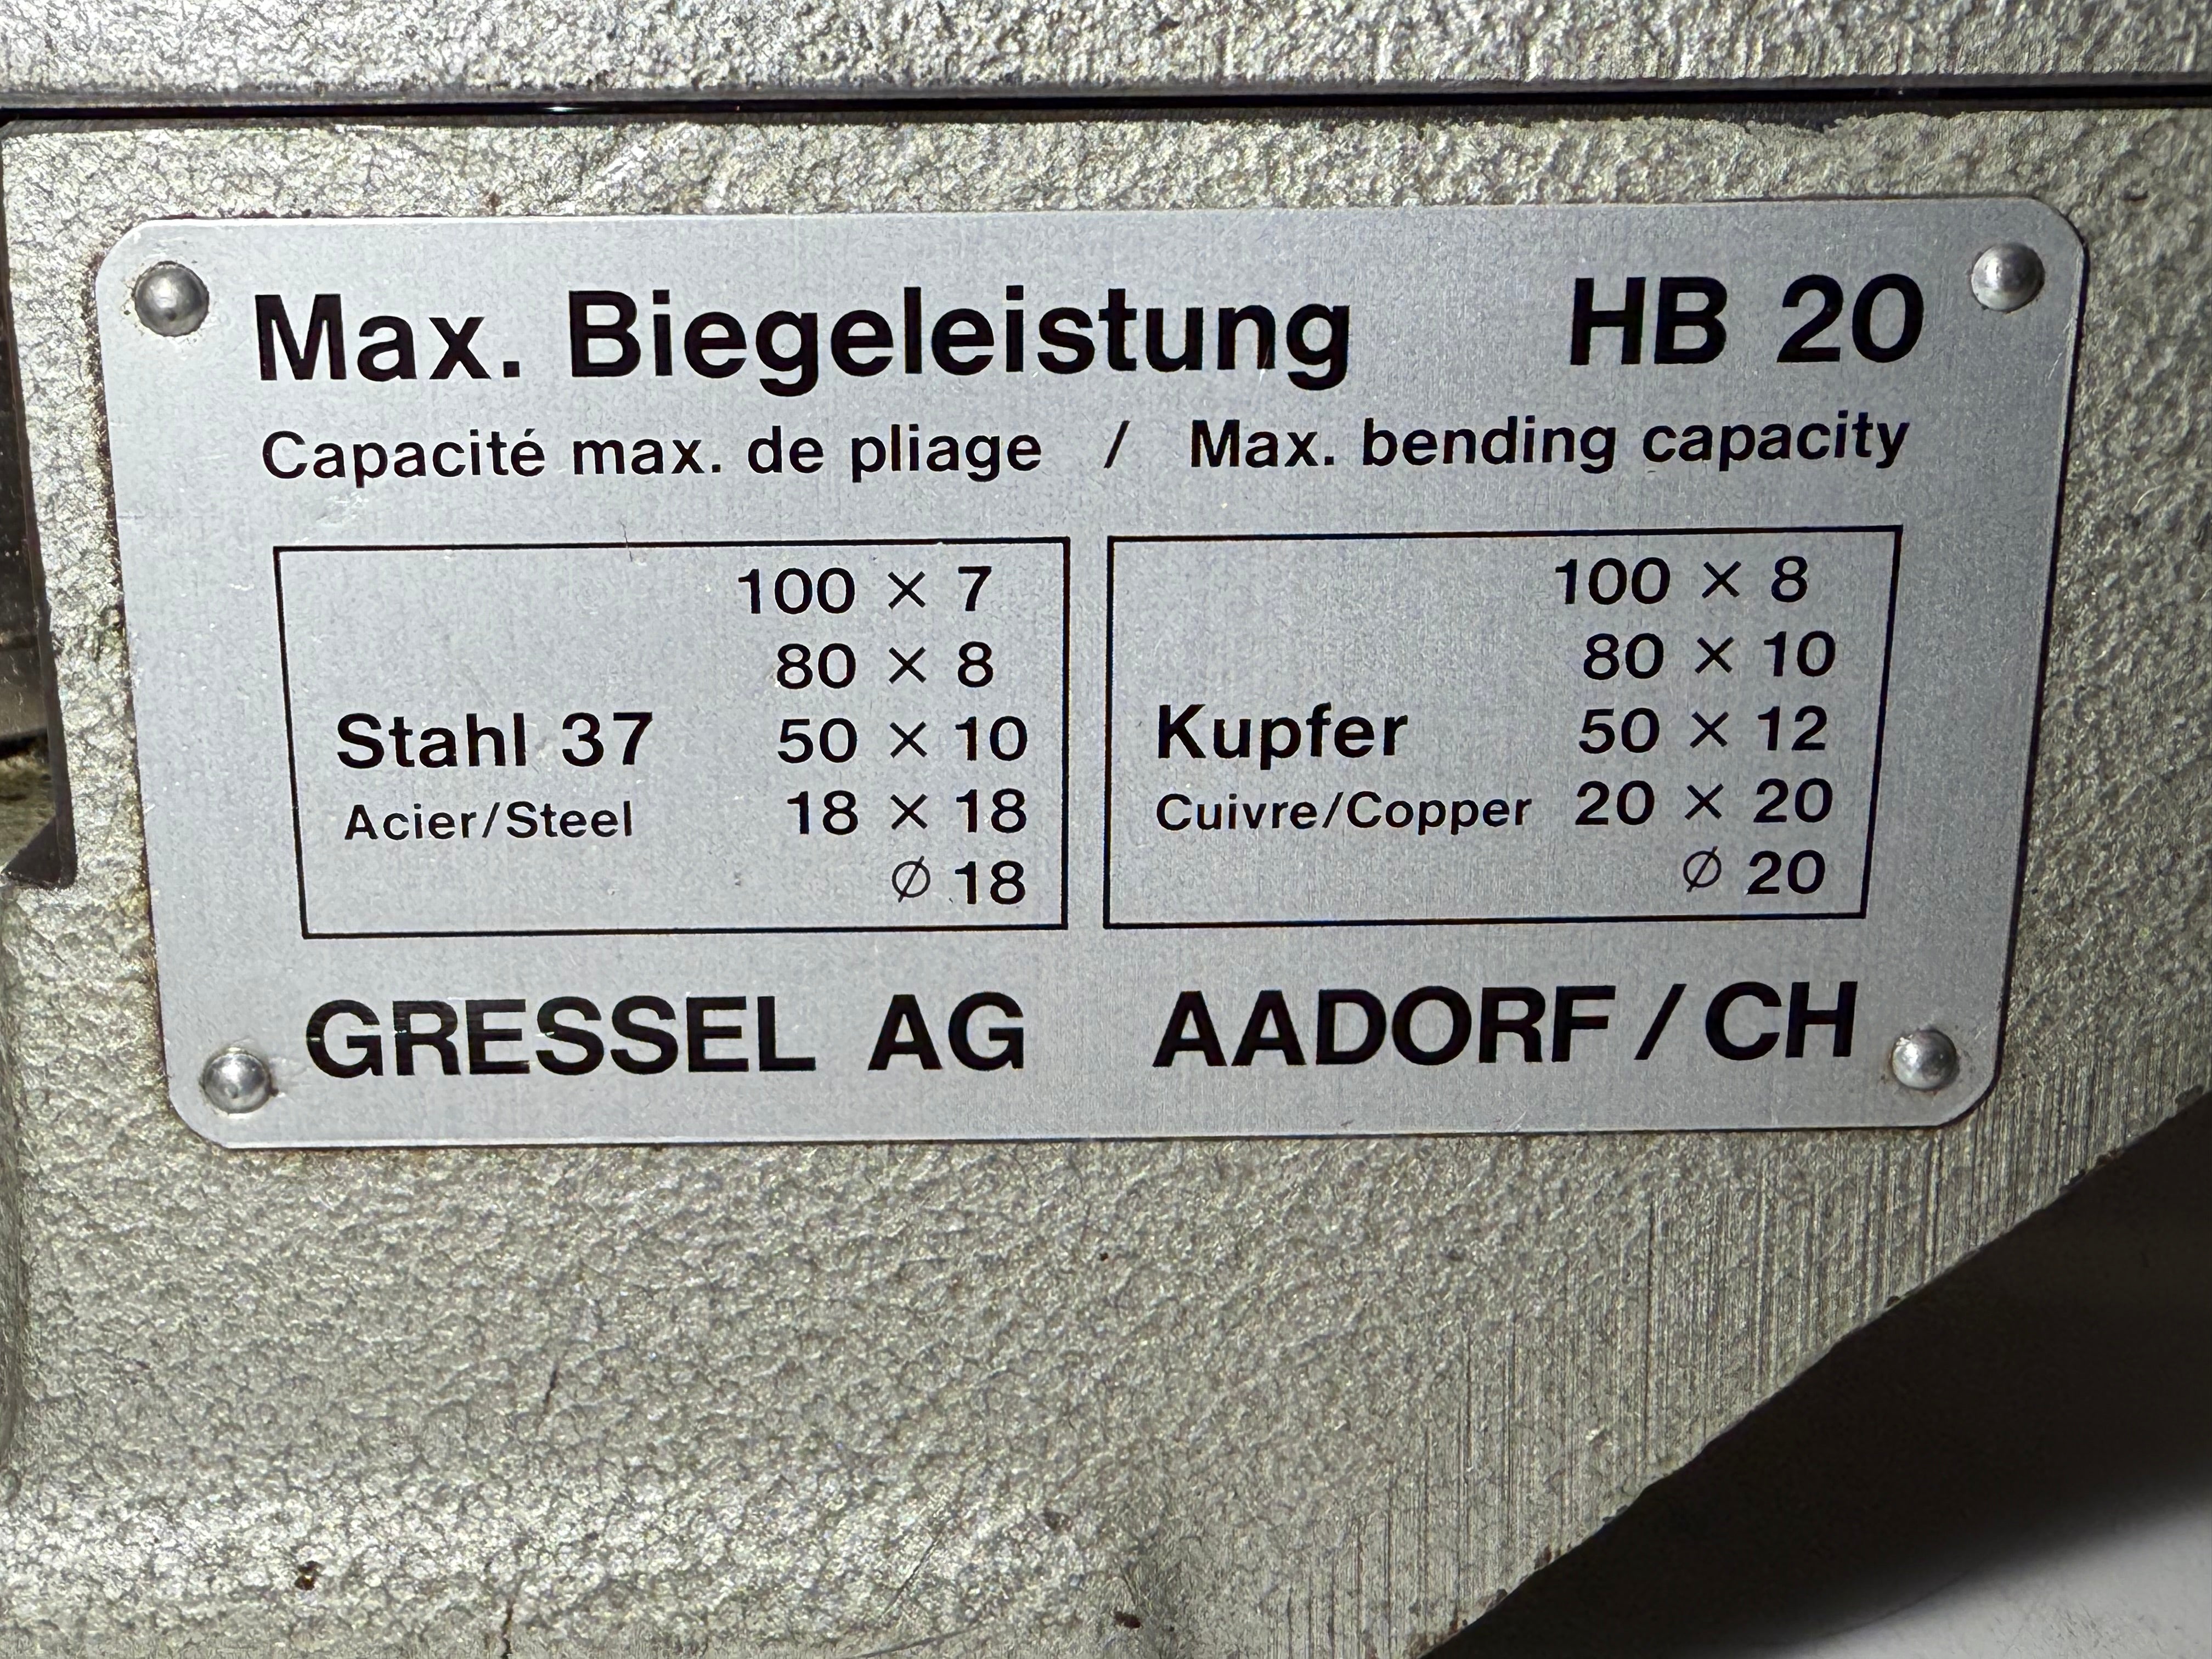 Max. Biegeleistung HB 20
Capacité max. de pliage / Max. bending capacity
100 × 7
80 × 8
Stahl 37 50 × 10
Acier/Steel 18 × 18
∅ 18
100 × 8
80 × 10
Kupfer 50 × 12
Cuivre/Copper 20 × 20
∅ 20
GRESSEL AG AADORF / CH